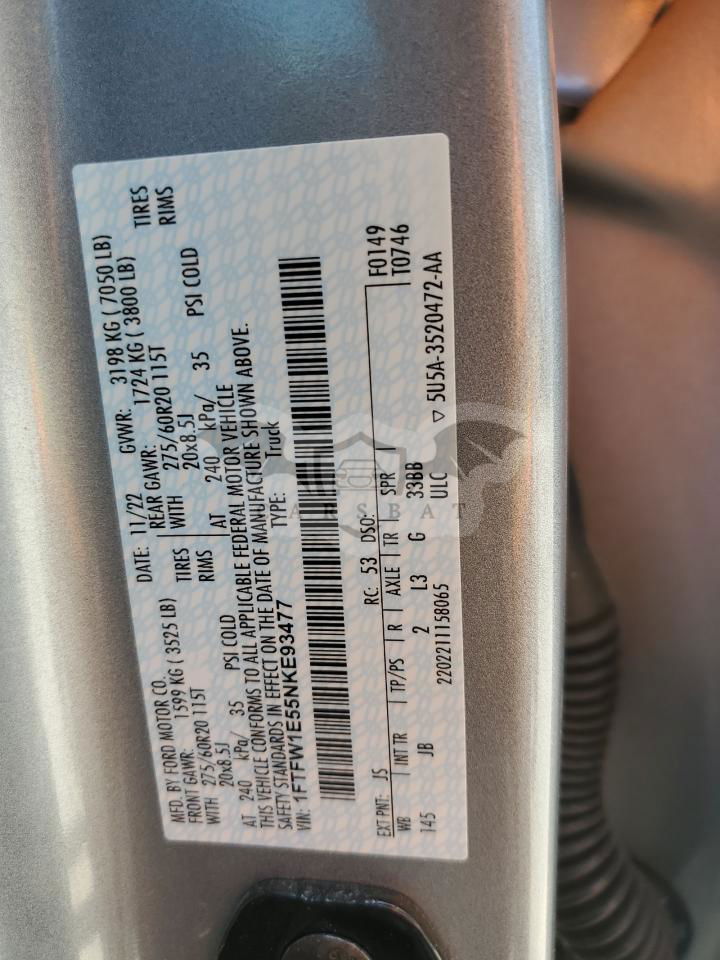 MFD. BY FORD MOTOR CO. DATE: 11/22 GVWR: 3198 KG ( 7050 LB)
FRONT GAWR: 1599 KG ( 3525 LB) REAR GAWR: 1724 KG ( 3800 LB)
WITH 275/60R20 115T TIRES WITH 275/60R20 115T TIRES
20x8.5J RIMS 20x8.5J RIMS
AT 240 kPa/ 35 PSI COLD AT 240 kPa/ 35 PSI COLD
THIS VEHICLE CONFORMS TO ALL APPLICABLE FEDERAL MOTOR VEHICLE
SAFETY STANDARDS IN EFFECT ON THE DATE OF MANUFACTURE SHOWN ABOVE.
VIN: 1FTFW1E55NKE93477 TYPE: Truck
EXT PNT: JS RC: 53 DSO: F0149
WB INT TR TP/PS R AXLE TR SPR T0746
145 JB 2 L3 G 33BB
2202211158065 ULC ▽ 5U5A-3520472-AA
CARSBAT